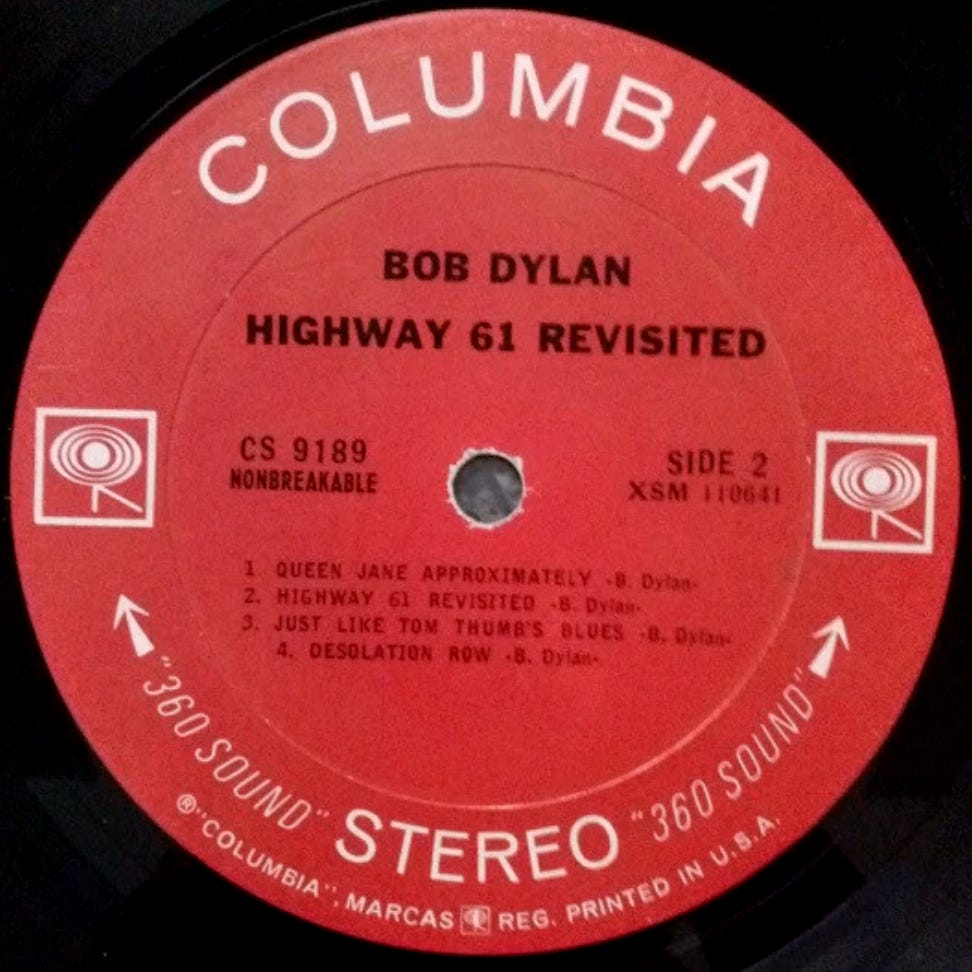 COLUMBIA
BOB DYLAN
HIGHWAY 61 REVISITED
CS 9189
NONBREAKABLE
SIDE 2
XSM 110641
1. QUEEN JANE APPROXIMATELY -B. Dylan-
2. HIGHWAY 61 REVISITED -B. Dylan-
3. JUST LIKE TOM THUMB'S BLUES -B. Dylan-
4. DESOLATION ROW -B. Dylan-
"360 SOUND" STEREO "360 SOUND"
®"COLUMBIA", MARCAS REG. PRINTED IN U.S.A.